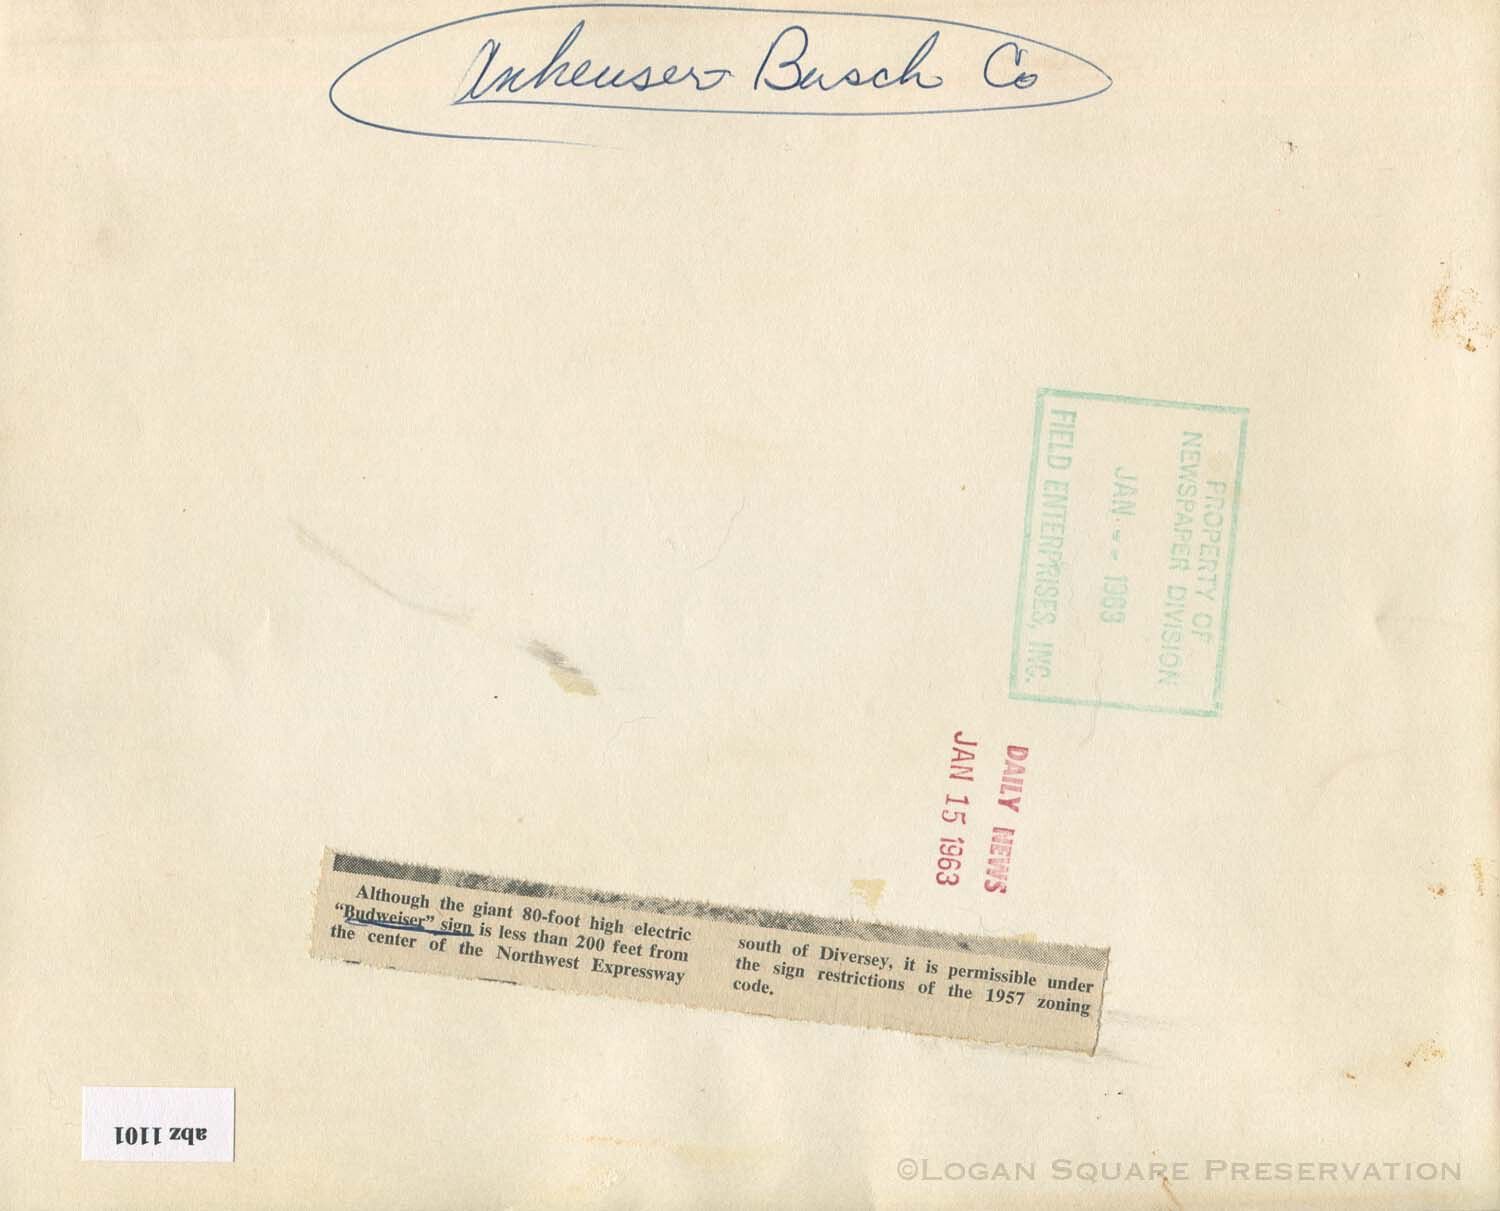 Anheuser Busch Co
PROPERTY OF
NEWSPAPER DIVISION
JAN - - 1963
FIELD ENTERPRISES, INC.
DAILY NEWS
JAN 15 1963
Although the giant 80-foot high electric
“Budweiser” sign is less than 200 feet from
the center of the Northwest Expressway
south of Diversey, it is permissible under
the sign restrictions of the 1957 zoning
code.
abz 1101
©LOGAN SQUARE PRESERVATION